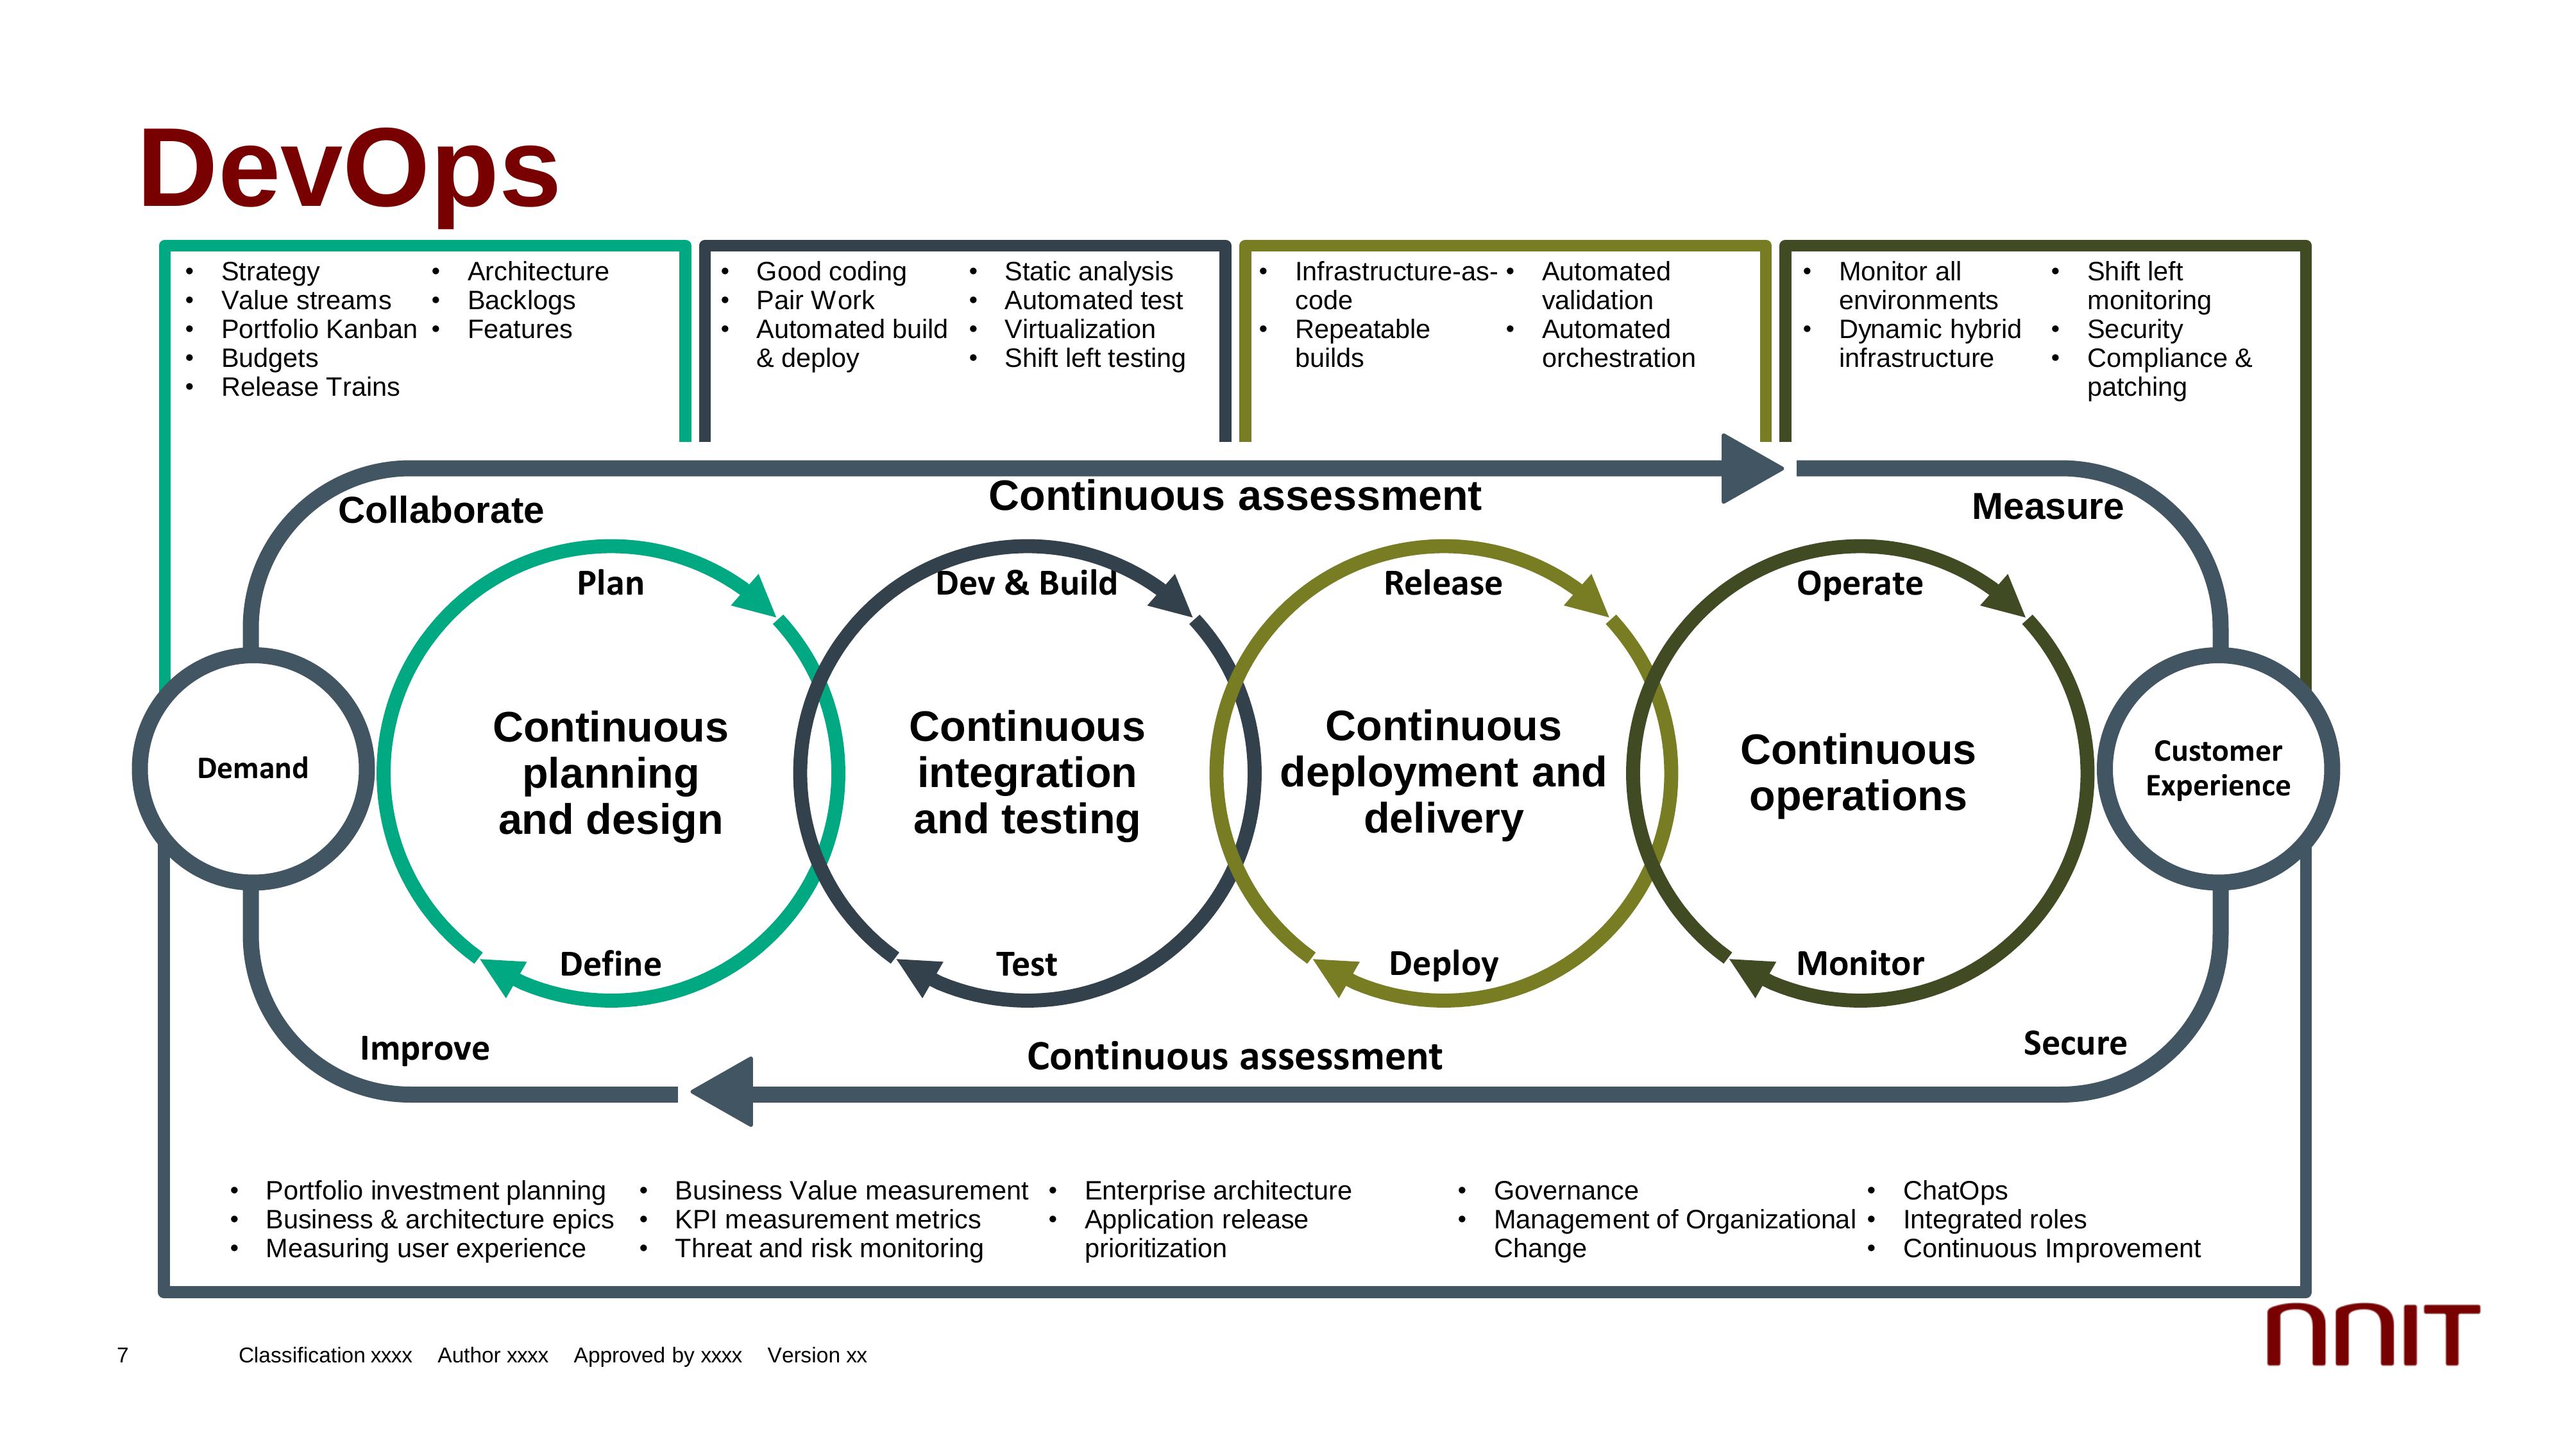 DevOps
• Strategy
• Value streams
• Portfolio Kanban
• Budgets
• Release Trains
• Architecture
• Backlogs
• Features
• Good coding
• Pair Work
• Automated build
& deploy
• Static analysis
• Automated test
• Virtualization
• Shift left testing
• Infrastructure-as-
code
• Repeatable
builds
• Automated
validation
• Automated
orchestration
• Monitor all
environments
• Dynamic hybrid
infrastructure
• Shift left
monitoring
• Security
• Compliance &
patching
Collaborate
Continuous assessment
Measure
Plan
Dev & Build
Release
Operate
Demand
Continuous
planning
and design
Continuous
integration
and testing
Continuous
deployment and
delivery
Continuous
operations
Customer
Experience
Define
Test
Deploy
Monitor
Improve
Continuous assessment
Secure
• Portfolio investment planning
• Business & architecture epics
• Measuring user experience
• Business Value measurement
• KPI measurement metrics
• Threat and risk monitoring
• Enterprise architecture
• Application release
prioritization
• Governance
• Management of Organizational
Change
• ChatOps
• Integrated roles
• Continuous Improvement
nnIT
7 Classification xxxx Author xxxx Approved by xxxx Version xx